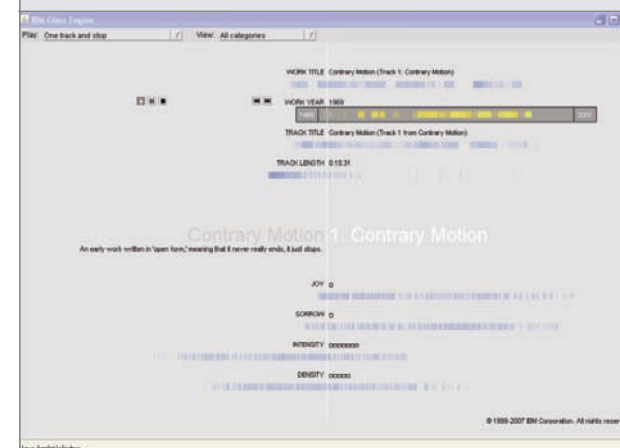 IBM Glass Engine
Play: One track and stop View: All categories
WORK TITLE Contrary Motion (Track 1: Contrary Motion)
WORK YEAR 1969
TRACK TITLE Contrary Motion (Track 1 from Contrary Motion)
TRACK LENGTH 0:15:31
Contrary Motion 1. Contrary Motion
An early work written in 'open form,' meaning that it never really ends, it just stops.
JOY o
SORROW o
INTENSITY ooooooo
DENSITY ooooo
© 1999-2007 IBM Corporation. All rights reser